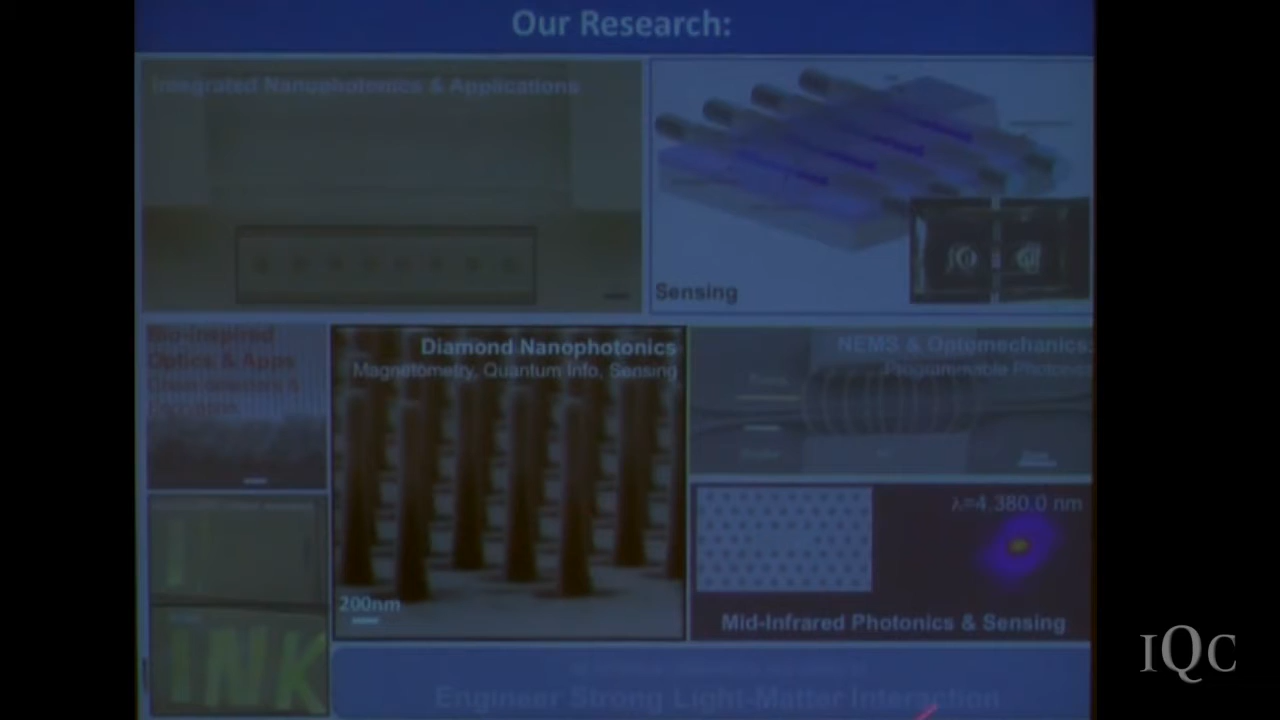 Our Research:
Integrated Nanophotonics & Applications
Sensing
Bio-inspired
Optics & Apps
Diamond Nanophotonics
Magnetometry, Quantum Info, Sensing
200nm
NEMS & Optomechanics:
Programmable Photonics
λ=4,380.0 nm
Mid-Infrared Photonics & Sensing
INK
Engineer Strong Light-Matter Interaction
IQC